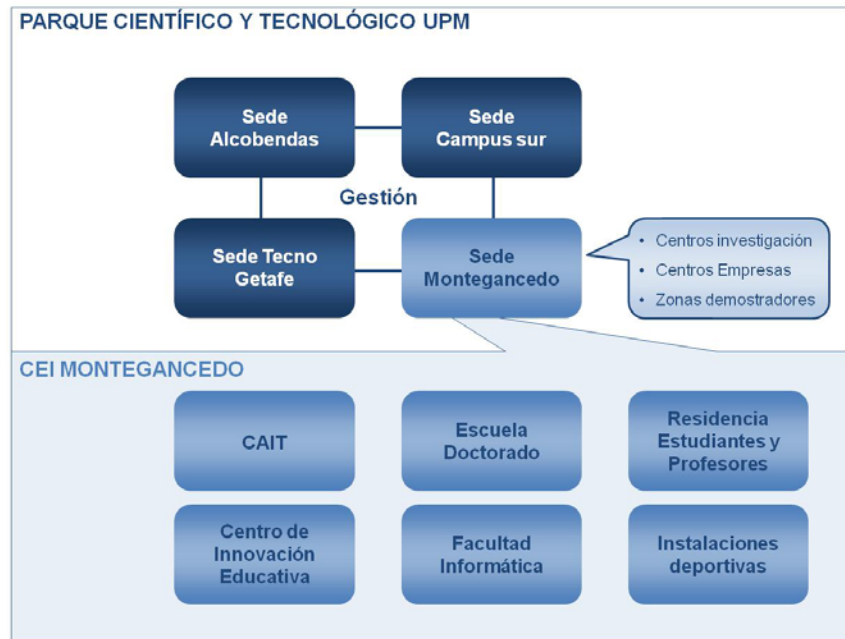 PARQUE CIENTÍFICO Y TECNOLÓGICO UPM
Sede
Alcobendas
Sede
Campus sur
Gestión
Sede Tecno
Getafe
Sede
Montegancedo
• Centros investigación
• Centros Empresas
• Zonas demostradores
CEI MONTEGANCEDO
CAIT
Escuela
Doctorado
Residencia
Estudiantes y
Profesores
Centro de
Innovación
Educativa
Facultad
Informática
Instalaciones
deportivas